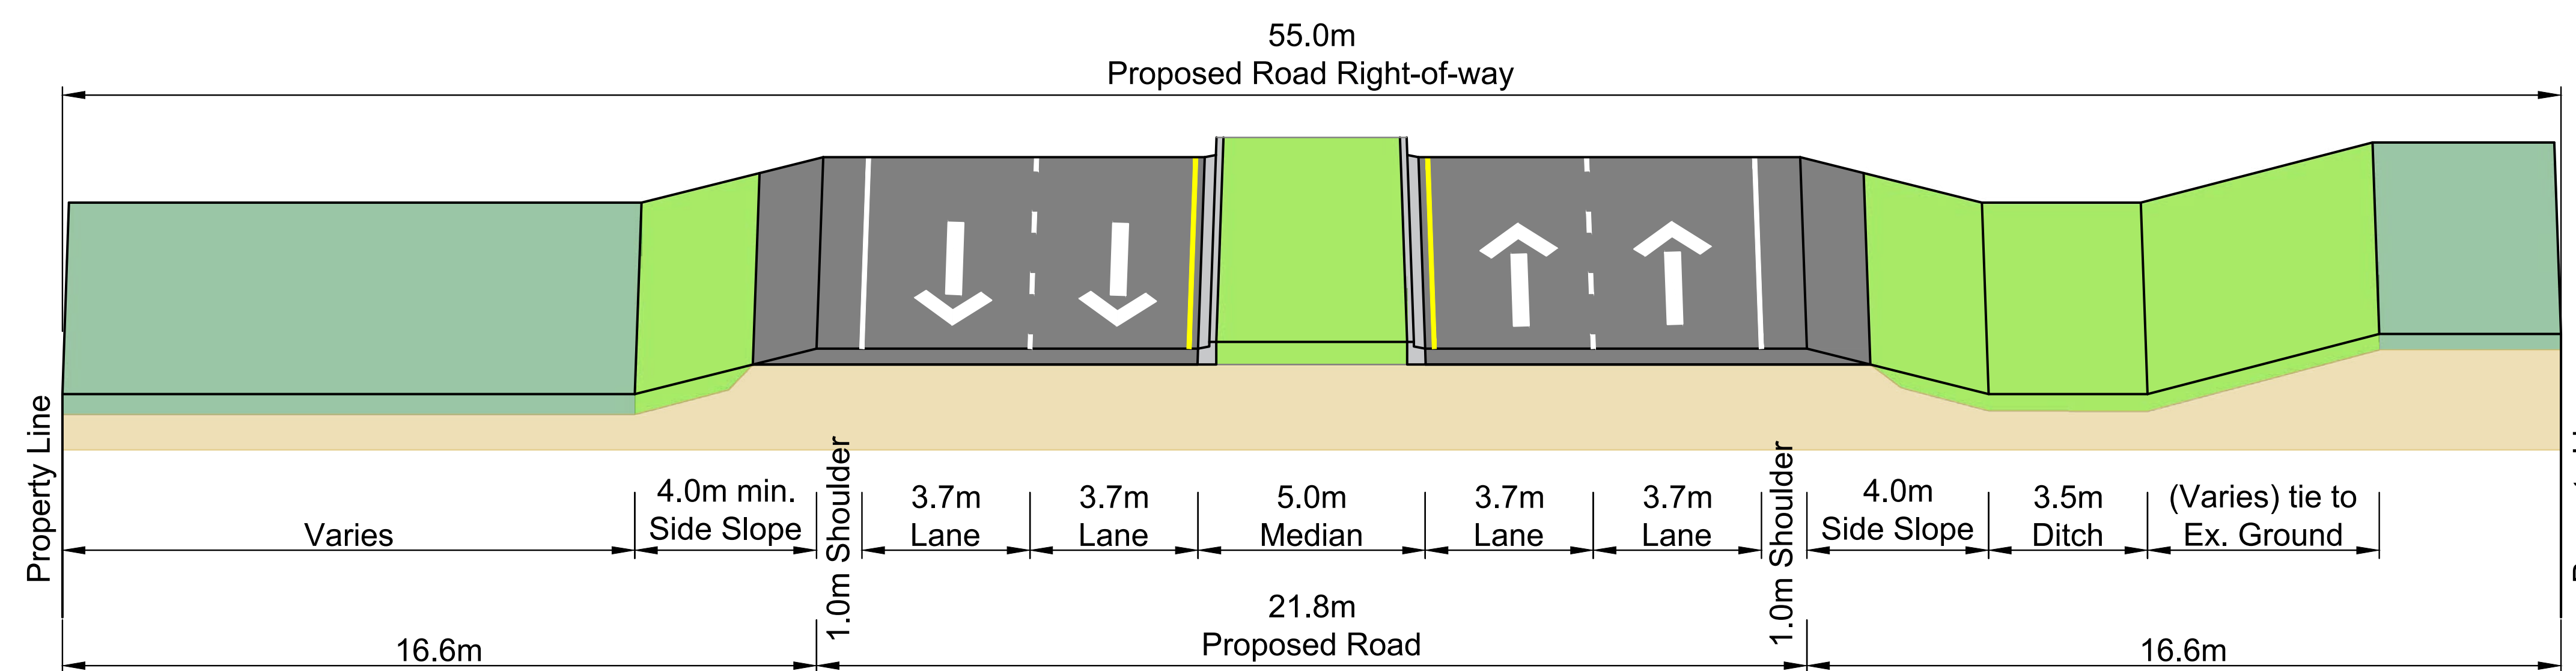 55.0m
Proposed Road Right-of-way
Property Line
Varies
4.0m min.
Side Slope
1.0m Shoulder
3.7m
Lane
3.7m
Lane
5.0m
Median
3.7m
Lane
3.7m
Lane
1.0m Shoulder
4.0m
Side Slope
3.5m
Ditch
(Varies) tie to
Ex. Ground
16.6m
21.8m
Proposed Road
16.6m